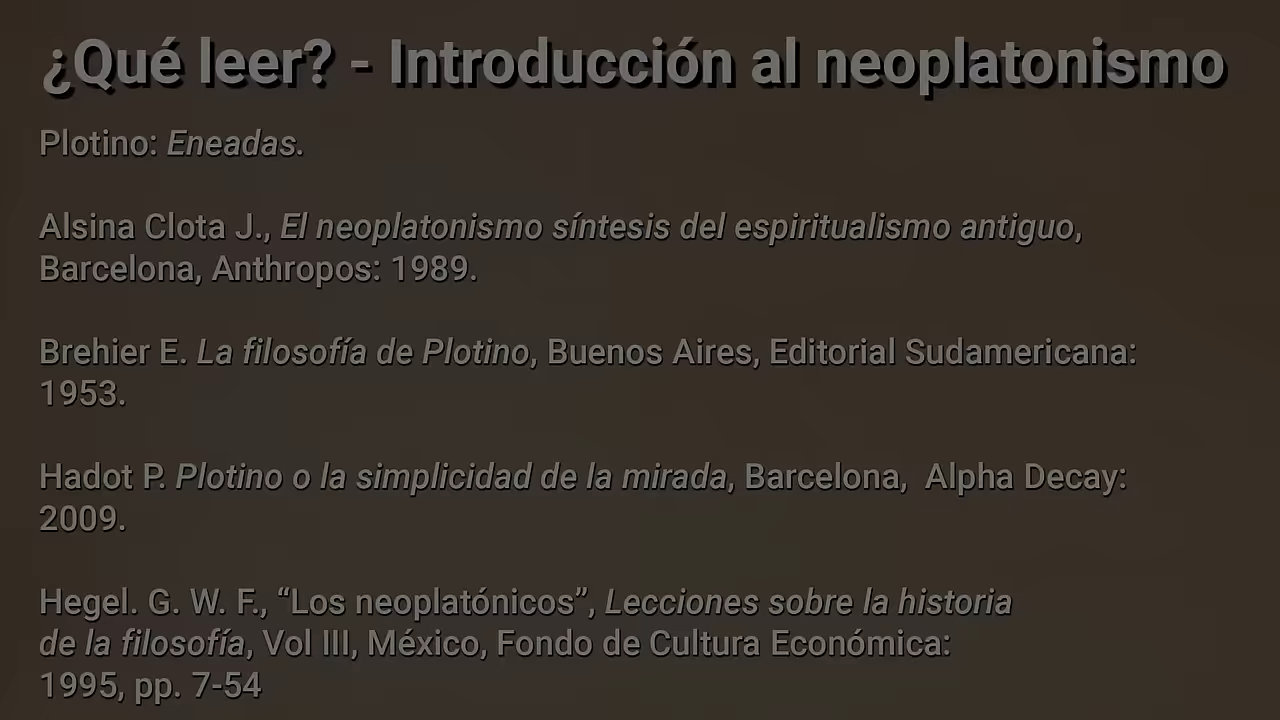 ¿Qué leer? - Introducción al neoplatonismo
Plotino: Eneadas.
Alsina Clota J., El neoplatonismo síntesis del espiritualismo antiguo,
Barcelona, Anthropos: 1989.
Brehier E. La filosofía de Plotino, Buenos Aires, Editorial Sudamericana:
1953.
Hadot P. Plotino o la simplicidad de la mirada, Barcelona,  Alpha Decay:
2009.
Hegel. G. W. F., “Los neoplatónicos”, Lecciones sobre la historia
de la filosofía, Vol III, México, Fondo de Cultura Económica:
1995, pp. 7-54